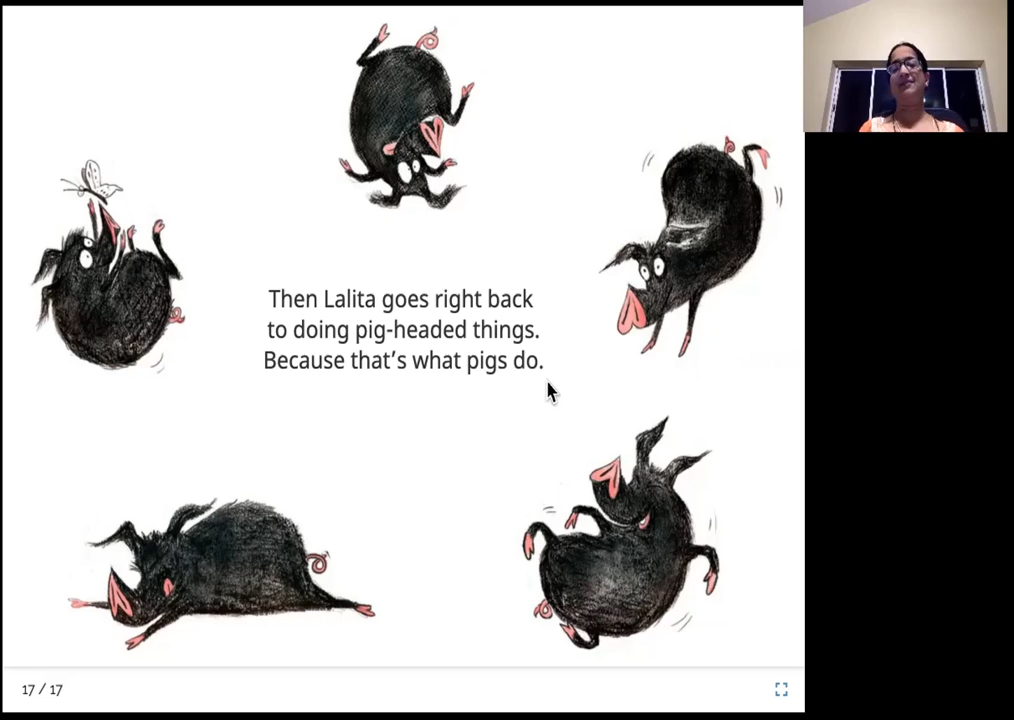 Then Lalita goes right back
to doing pig-headed things.
Because that’s what pigs do.
17 / 17